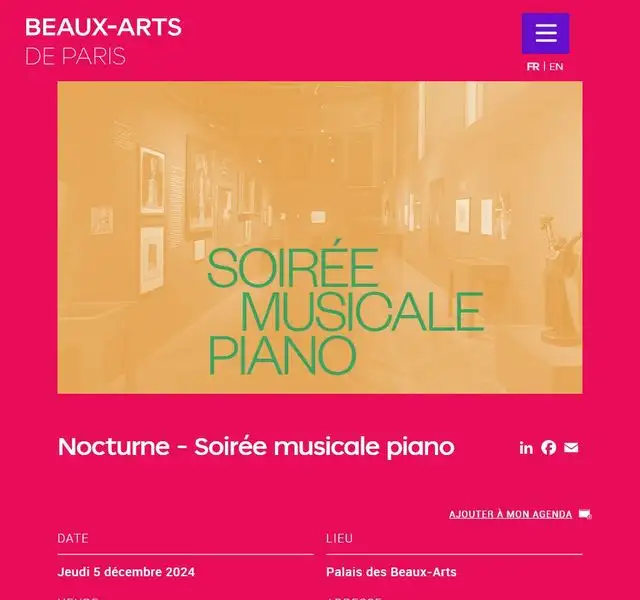 BEAUX-ARTS
DE PARIS
FR | EN
SOIRÉE
MUSICALE
PIANO
Nocturne - Soirée musicale piano
AJOUTER À MON AGENDA
DATE
LIEU
Jeudi 5 décembre 2024
Palais des Beaux-Arts